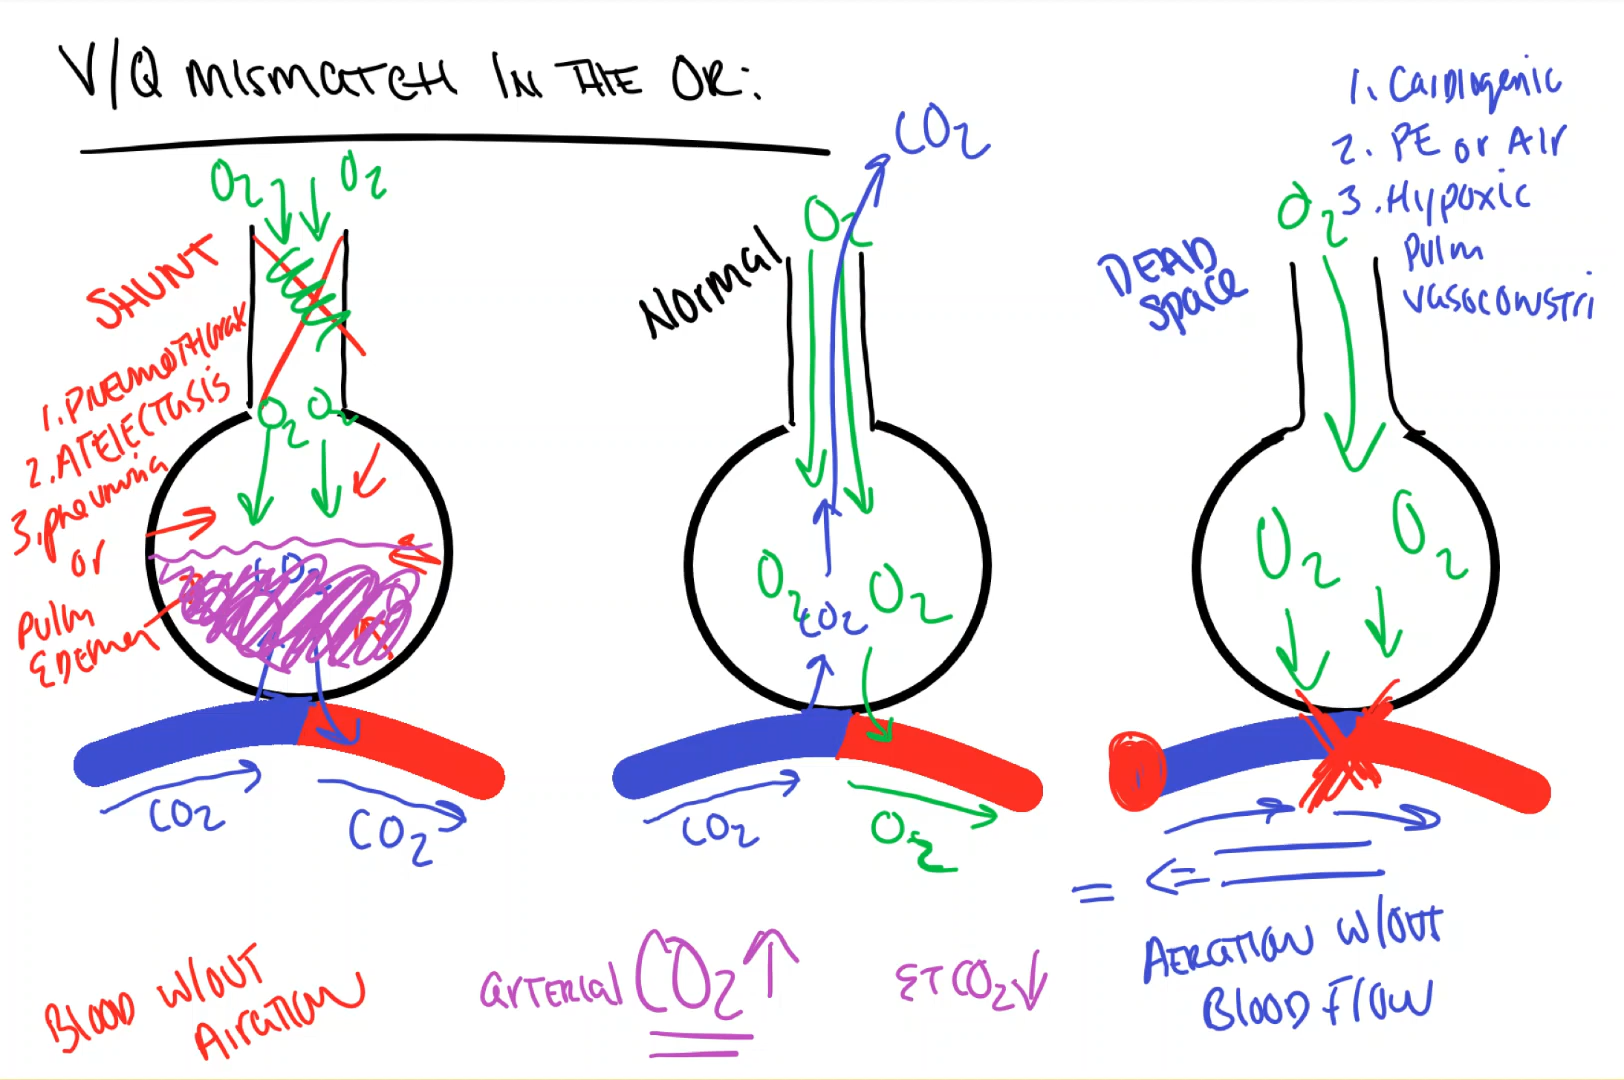 V/Q MISMATCH IN THE OR:
O2 O2
SHUNT
1. PNEUMOTHORAX
2. ATELECTASIS
3. pneumnia
or
Pulm
EDEMA
O2 O2
CO2
CO2
CO2
BLOOD W/OUT
AIRATION
Normal
CO2
O2
O2 O2
CO2
CO2
O2
ARTERIAL CO2 ↑
ETCO2 ↓
DEAD
Space
1. Cardiogenic
2. PE or AIr
3. Hypoxic
Pulm
vasoconstri
O2
O2 O2
=
AERATION W/OUT
BLOOD FLOW